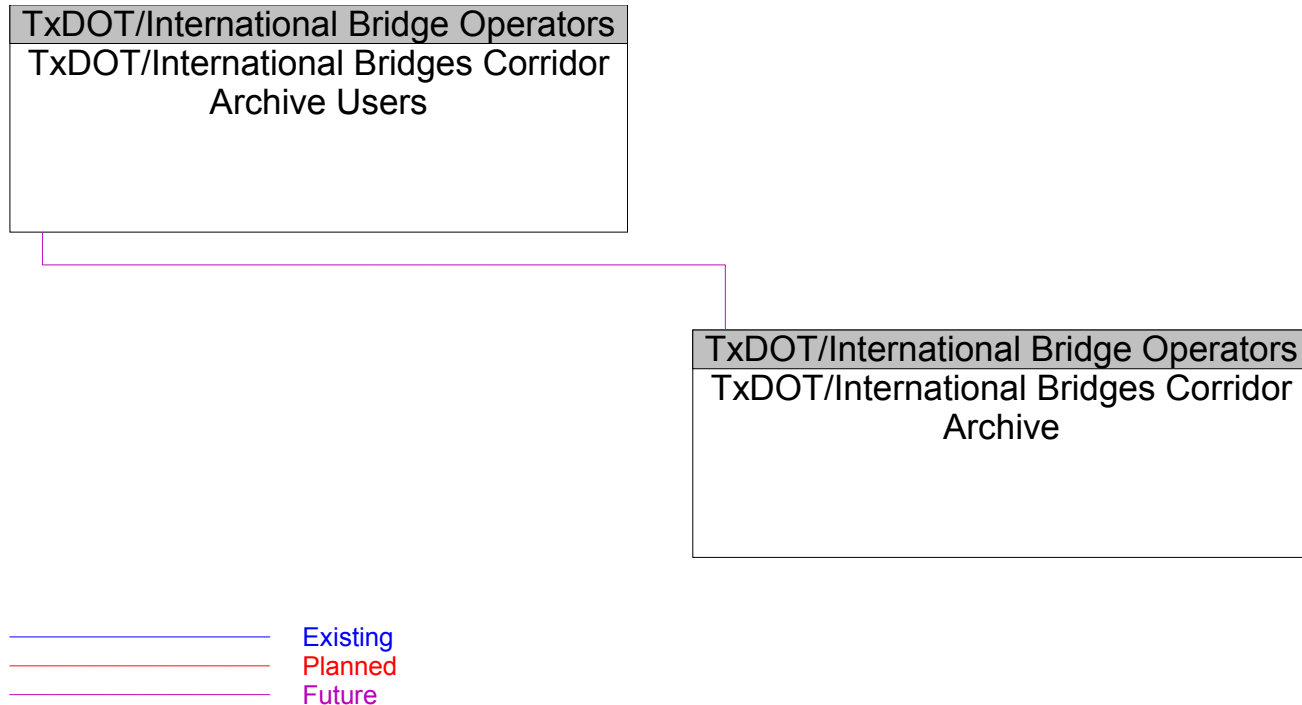 TxDOT/International Bridge Operators
TxDOT/International Bridges Corridor
Archive Users
TxDOT/International Bridge Operators
TxDOT/International Bridges Corridor
Archive
Existing
Planned
Future